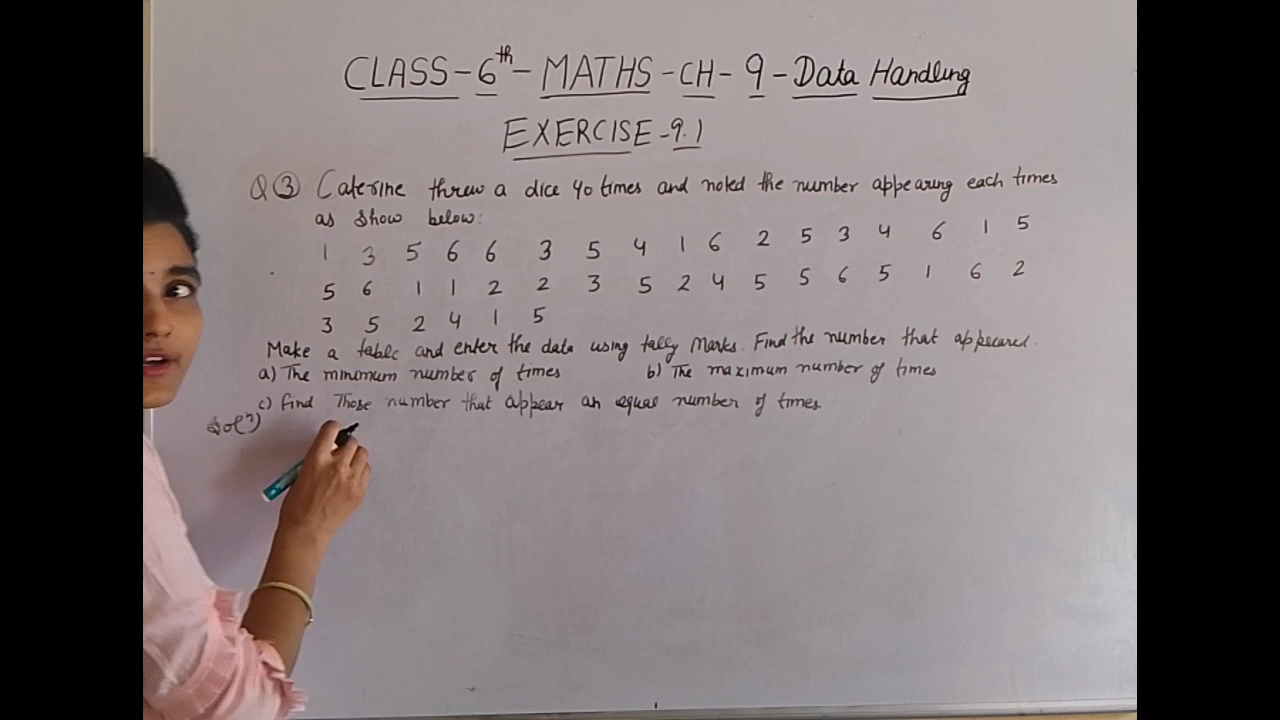 CLASS-6th-MATHS-CH-9-Data Handling
EXERCISE-9.1
Q ③ Caterine threw a dice 40 times and noted the number appearing each times
as show below:
1 3 5 6 6 3 5 4 1 6 2 5 3 4 6 1 5
5 6 1 1 2 2 3 5 2 4 5 5 6 5 1 6 2
3 5 2 4 1 5
Make a table and enter the data using tally Marks. Find the number that appeared.
a) The minimum number of times b) The maximum number of times
c) find Those number that appear an equal number of times.
Sol(n)